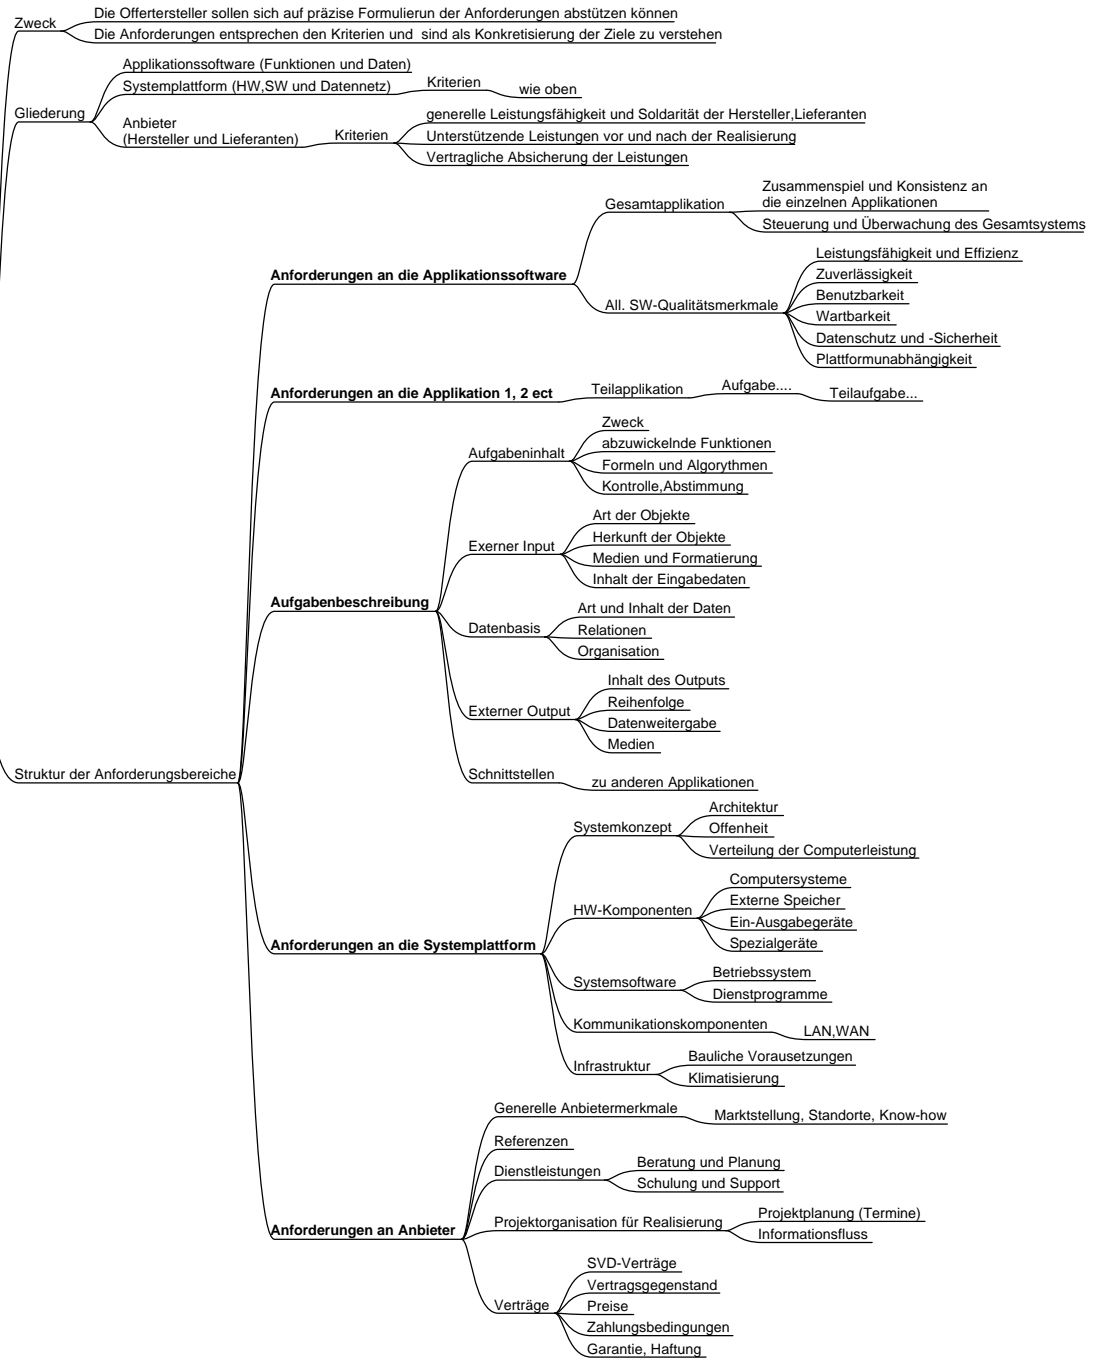 Zweck
Die Offertersteller sollen sich auf präzise Formulierun der Anforderungen abstützen können
Die Anforderungen entsprechen den Kriterien und  sind als Konkretisierung der Ziele zu verstehen
Gliederung
Applikationssoftware (Funktionen und Daten)
Systemplattform (HW,SW und Datennetz)
Kriterien
wie oben
Anbieter
(Hersteller und Lieferanten)
Kriterien
generelle Leistungsfähigkeit und Soldarität der Hersteller,Lieferanten
Unterstützende Leistungen vor und nach der Realisierung
Vertragliche Absicherung der Leistungen
Struktur der Anforderungsbereiche
Anforderungen an die Applikationssoftware
Gesamtapplikation
Zusammenspiel und Konsistenz an
die einzelnen Applikationen
Steuerung und Überwachung des Gesamtsystems
All. SW-Qualitätsmerkmale
Leistungsfähigkeit und Effizienz
Zuverlässigkeit
Benutzbarkeit
Wartbarkeit
Datenschutz und -Sicherheit
Plattformunabhängigkeit
Anforderungen an die Applikation 1, 2 ect
Teilapplikation
Aufgabe....
Teilaufgabe...
Aufgabenbeschreibung
Aufgabeninhalt
Zweck
abzuwickelnde Funktionen
Formeln und Algorythmen
Kontrolle,Abstimmung
Exerner Input
Art der Objekte
Herkunft der Objekte
Medien und Formatierung
Inhalt der Eingabedaten
Datenbasis
Art und Inhalt der Daten
Relationen
Organisation
Externer Output
Inhalt des Outputs
Reihenfolge
Datenweitergabe
Medien
Schnittstellen
zu anderen Applikationen
Anforderungen an die Systemplattform
Systemkonzept
Architektur
Offenheit
Verteilung der Computerleistung
HW-Komponenten
Computersysteme
Externe Speicher
Ein-Ausgabegeräte
Spezialgeräte
Systemsoftware
Betriebssystem
Dienstprogramme
Kommunikationskomponenten
LAN,WAN
Infrastruktur
Bauliche Vorausetzungen
Klimatisierung
Anforderungen an Anbieter
Generelle Anbietermerkmale
Marktstellung, Standorte, Know-how
Referenzen
Dienstleistungen
Beratung und Planung
Schulung und Support
Projektorganisation für Realisierung
Projektplanung (Termine)
Informationsfluss
Verträge
SVD-Verträge
Vertragsgegenstand
Preise
Zahlungsbedingungen
Garantie, Haftung